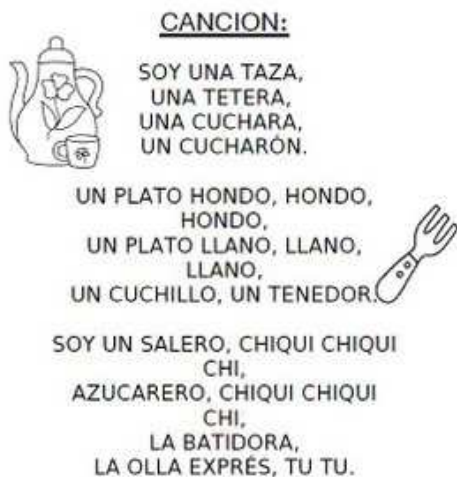 CANCION:
SOY UNA TAZA,
UNA TETERA,
UNA CUCHARA,
UN CUCHARÓN.
UN PLATO HONDO, HONDO,
HONDO,
UN PLATO LLANO, LLANO,
LLANO,
UN CUCHILLO, UN TENEDOR.
SOY UN SALERO, CHIQUI CHIQUI
CHI,
AZUCARERO, CHIQUI CHIQUI
CHI,
LA BATIDORA,
LA OLLA EXPRÉS, TU TU.